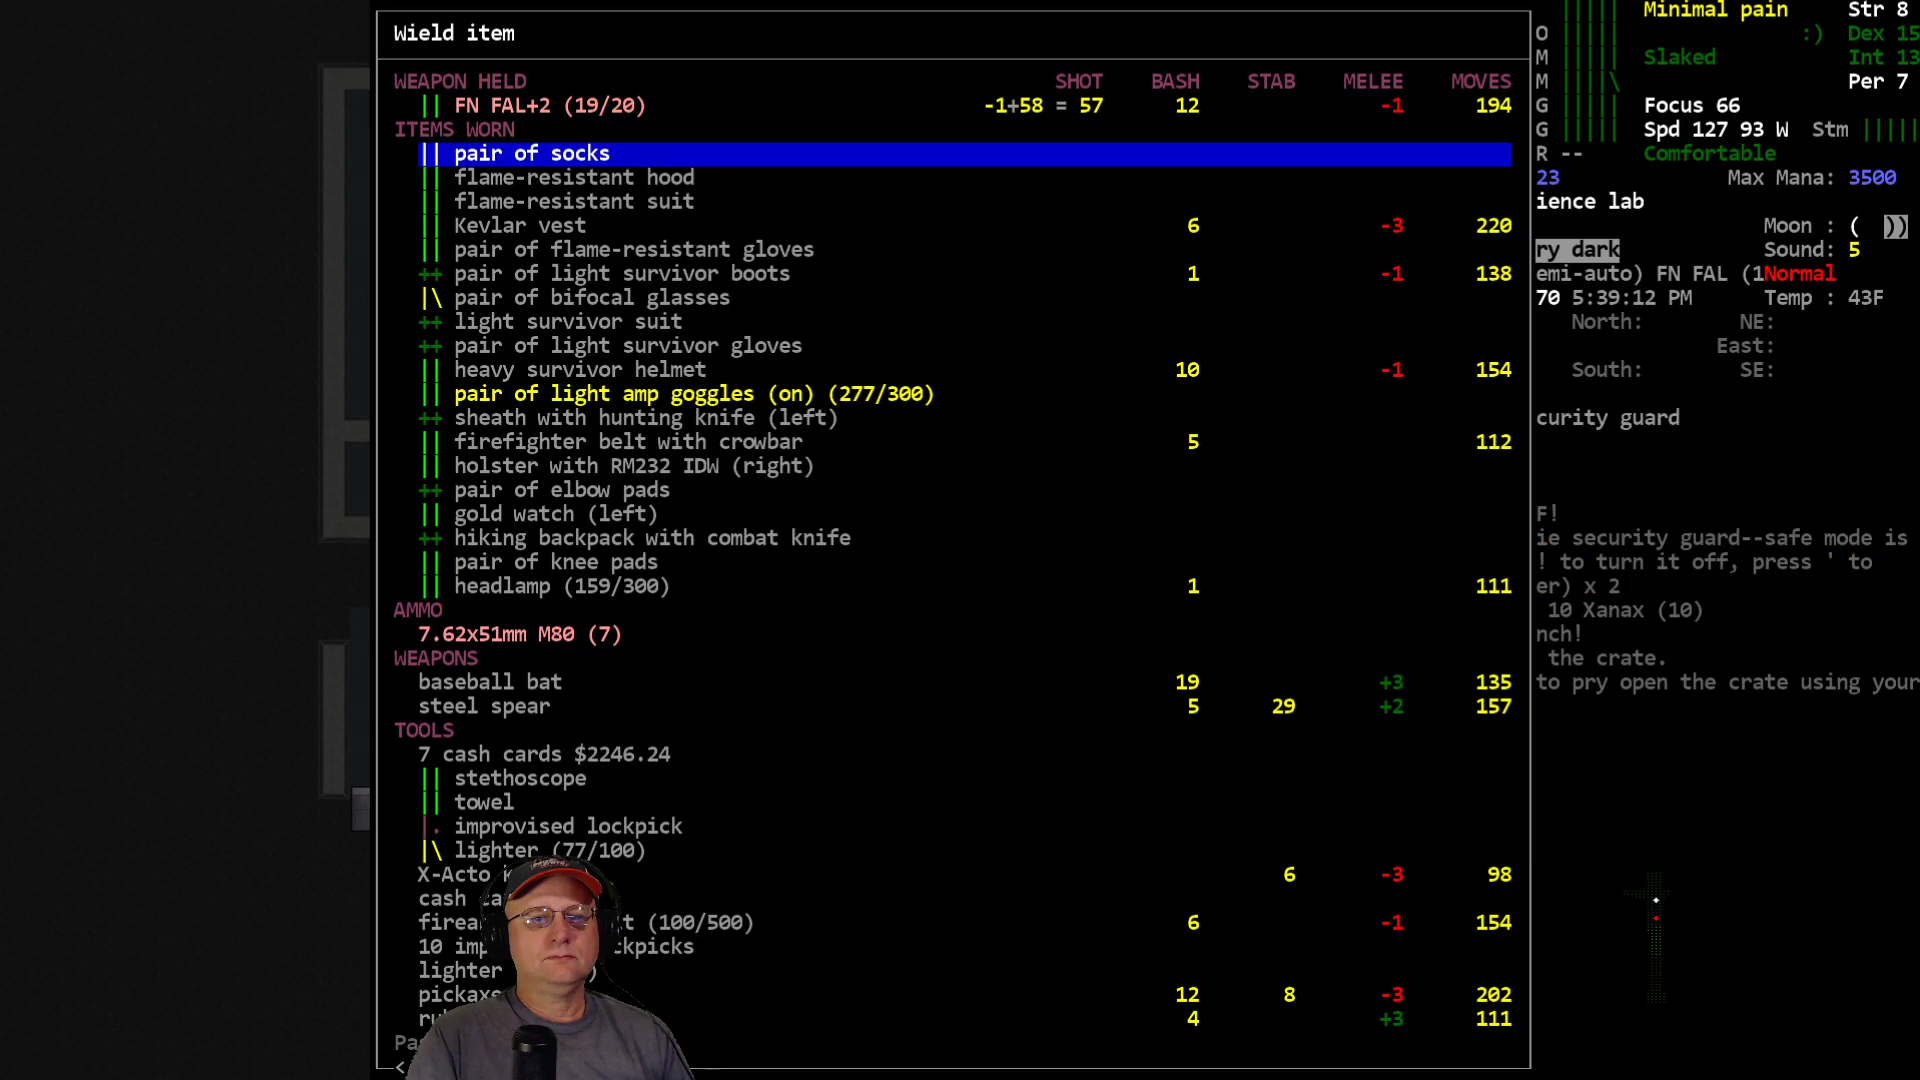 Wield item
WEAPON HELD SHOT BASH STAB MELEE MOVES
|| FN FAL+2 (19/20) -1+58 = 57 12 -1 194
ITEMS WORN
|| pair of socks
|| flame-resistant hood
|| flame-resistant suit
|| Kevlar vest 6 -3 220
|| pair of flame-resistant gloves
++ pair of light survivor boots 1 -1 138
|\ pair of bifocal glasses
++ light survivor suit
++ pair of light survivor gloves
|| heavy survivor helmet 10 -1 154
|| pair of light amp goggles (on) (277/300)
++ sheath with hunting knife (left)
|| firefighter belt with crowbar 5 112
|| holster with RM232 IDW (right)
++ pair of elbow pads
|| gold watch (left)
++ hiking backpack with combat knife
|| pair of knee pads
|| headlamp (159/300) 1 111
AMMO
7.62x51mm M80 (7)
WEAPONS
baseball bat 19 +3 135
steel spear 5 29 +2 157
TOOLS
7 cash cards $2246.24
|| stethoscope
|| towel
|. improvised lockpick
|\ lighter (77/100)
X-Acto 6 -3 98
cash
(100/500) 6 -1 154
10
lighter
pickaxe 12 8 -3 202
4 +3 111
<
Minimal pain Str 8
O ||||| :) Dex 15
M ||||| Slaked Int 13
M ||||\ Per 7
G ||||| Focus 66
G ||||| Spd 127 93 W Stm |||||
R -- Comfortable
23 Max Mana: 3500
ience lab
Moon : ( ))
ry dark Sound: 5
emi-auto) FN FAL (1Normal
70 5:39:12 PM Temp : 43F
North: NE:
East:
South: SE:
curity guard
F!
ie security guard--safe mode is
! to turn it off, press ' to
er) x 2
10 Xanax (10)
nch!
the crate.
to pry open the crate using your